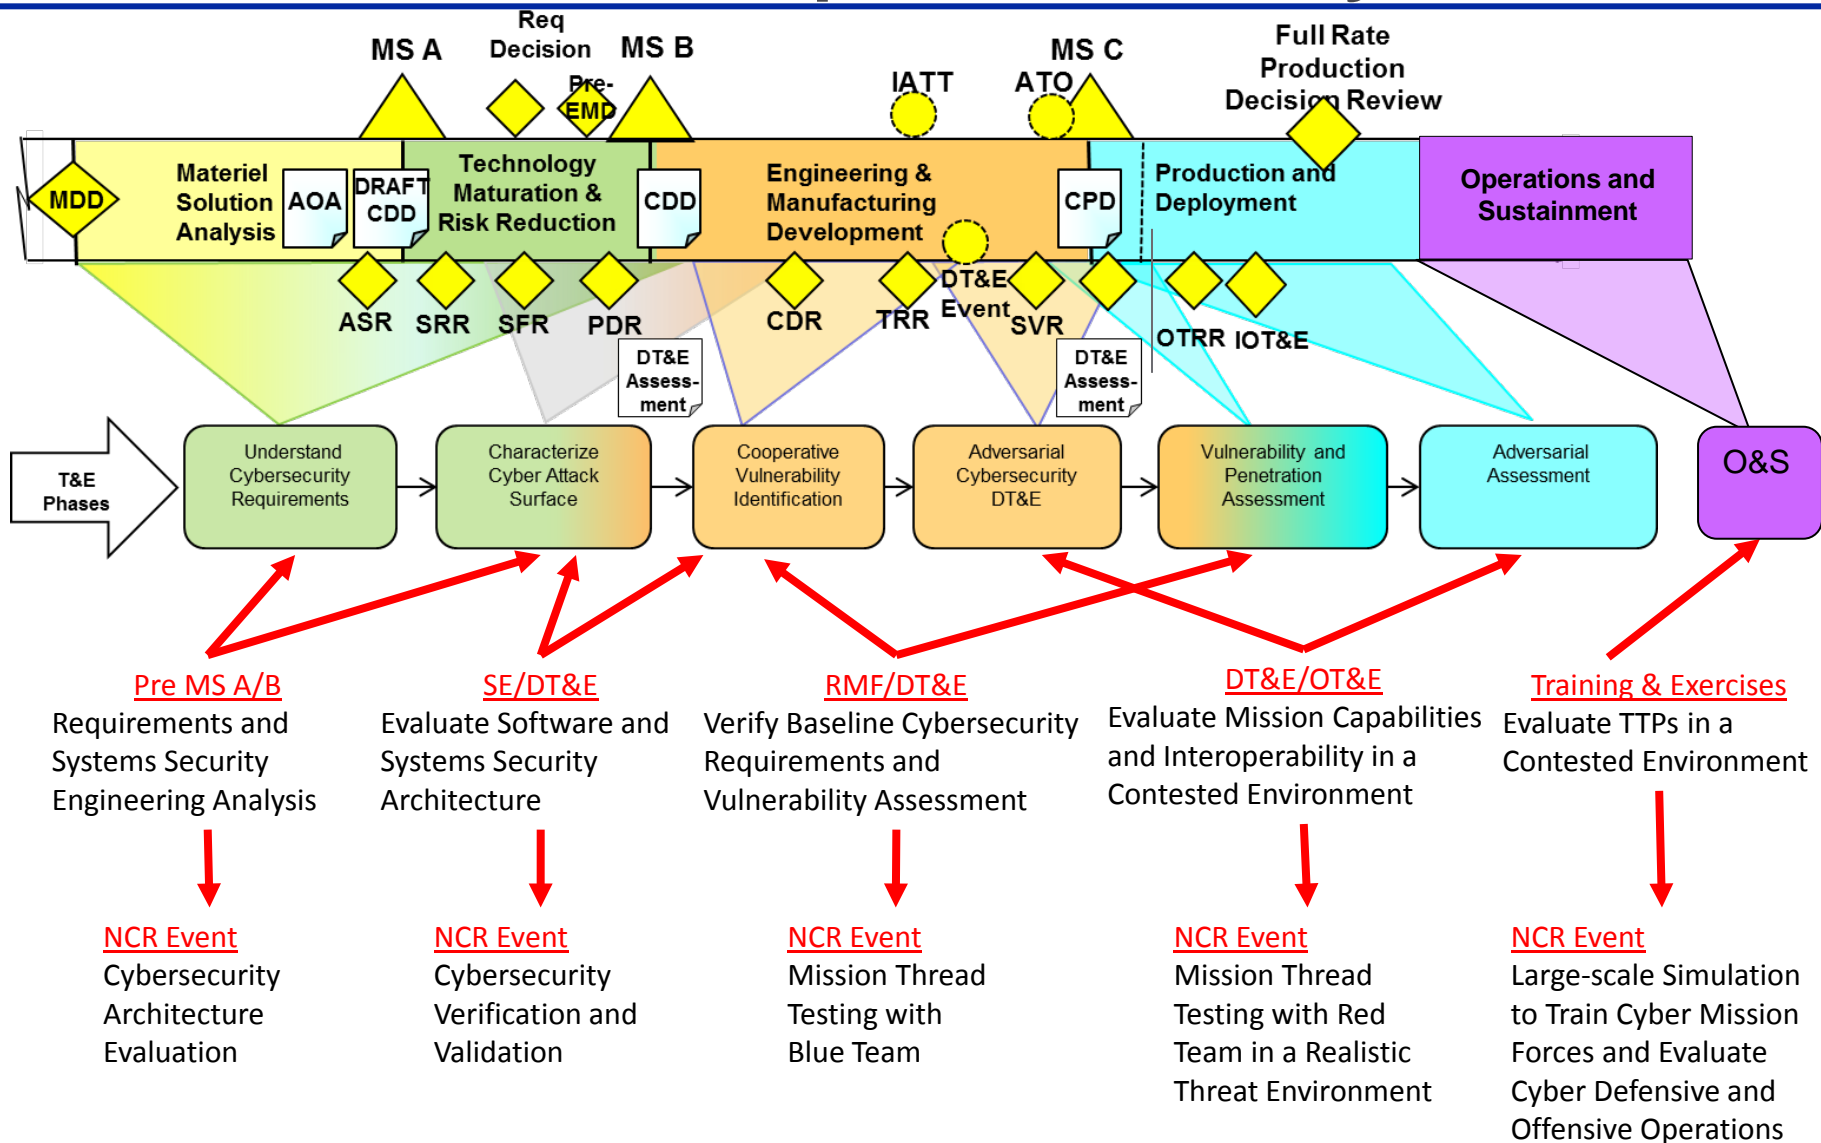 MS A
Req
Decision
Pre-
EMD
MS B
IATT
ATO
MS C
Full Rate
Production
Decision Review
MDD
Materiel
Solution
Analysis
AOA
DRAFT
CDD
Technology
Maturation &
Risk Reduction
CDD
Engineering &
Manufacturing
Development
CPD
Production and
Deployment
Operations and
Sustainment
ASR
SRR
SFR
PDR
CDR
TRR
DT&E
Event
SVR
OTRR
IOT&E
DT&E
Assess-
ment
DT&E
Assess-
ment
T&E
Phases
Understand
Cybersecurity
Requirements
Characterize
Cyber Attack
Surface
Cooperative
Vulnerability
Identification
Adversarial
Cybersecurity
DT&E
Vulnerability and
Penetration
Assessment
Adversarial
Assessment
O&S
Pre MS A/B
Requirements and
Systems Security
Engineering Analysis
SE/DT&E
Evaluate Software and
Systems Security
Architecture
RMF/DT&E
Verify Baseline Cybersecurity
Requirements and
Vulnerability Assessment
DT&E/OT&E
Evaluate Mission Capabilities
and Interoperability in a
Contested Environment
Training & Exercises
Evaluate TTPs in a
Contested Environment
NCR Event
Cybersecurity
Architecture
Evaluation
NCR Event
Cybersecurity
Verification and
Validation
NCR Event
Mission Thread
Testing with
Blue Team
NCR Event
Mission Thread
Testing with Red
Team in a Realistic
Threat Environment
NCR Event
Large-scale Simulation
to Train Cyber Mission
Forces and Evaluate
Cyber Defensive and
Offensive Operations